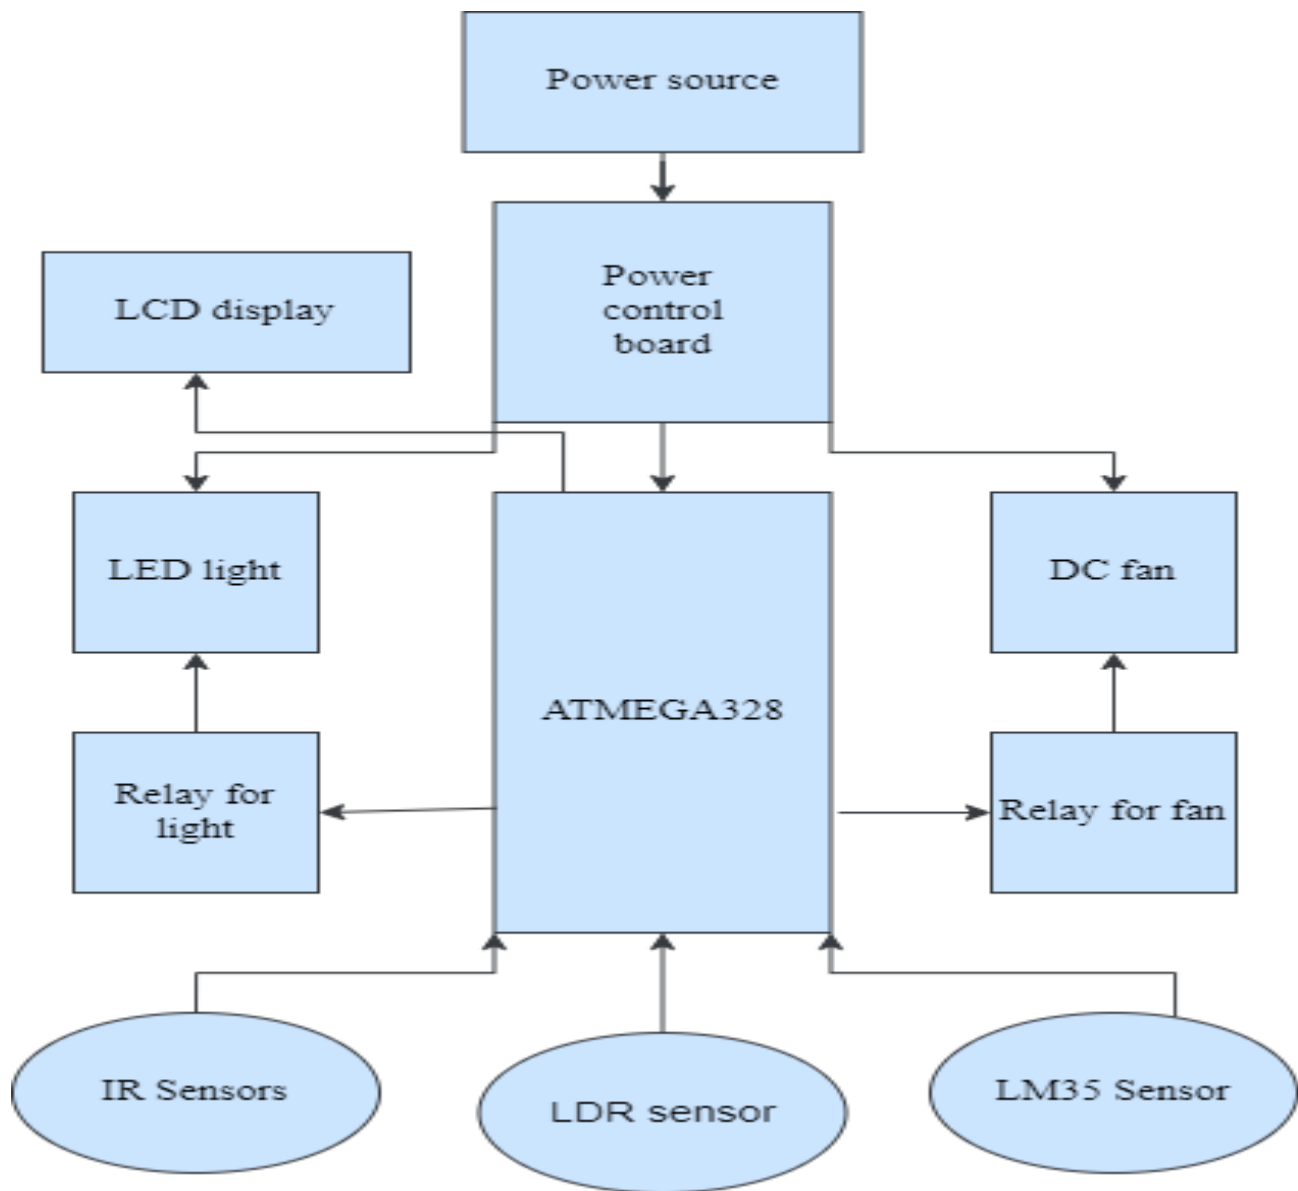 Power source
Power
control
board
LCD display
LED light
DC fan
ATMEGA328
Relay for
light
Relay for fan
IR Sensors
LDR sensor
LM35 Sensor